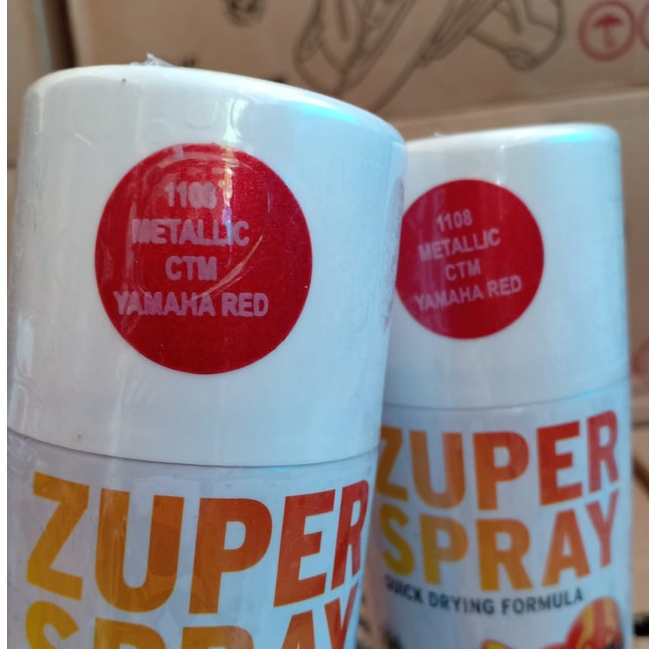 1108
METALLIC
CTM
YAMAHA RED
ZUPER
SPRAY
1108
METALLIC
CTM
YAMAHA RED
ZUPER
SPRAY
QUICK DRYING FORMULA